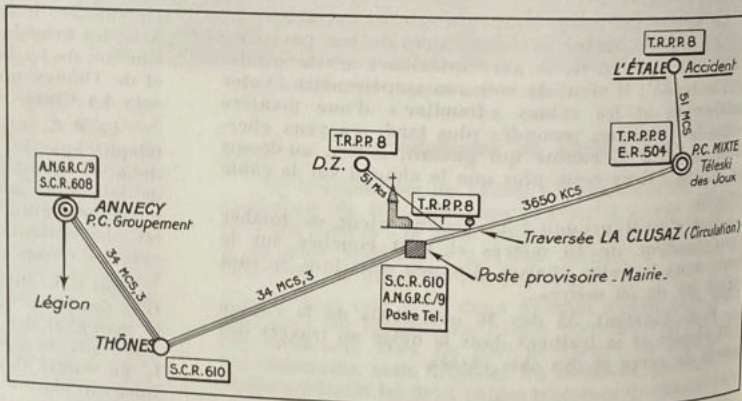 T.R.P.P. 8
L'ÉTALE
Accident
51 MCS
T.R.P.P.8
E.R.504
P.C. MIXTE
Téleski
des Joux
T.R.P.P. 8
D.Z.
51 Mcs
T.R.P.P.8
3650 KCS
Traversée LA CLUSAZ (Circulation)
A.N.G.R.C/9
S.C.R.608
ANNECY
P.C. Groupement
Légion
34 MCS,3
34 MCS,3
Poste provisoire - Mairie -
S.C.R.610
A.N.G.R.C/9
Poste Tel.
THÔNES
S.C.R.610